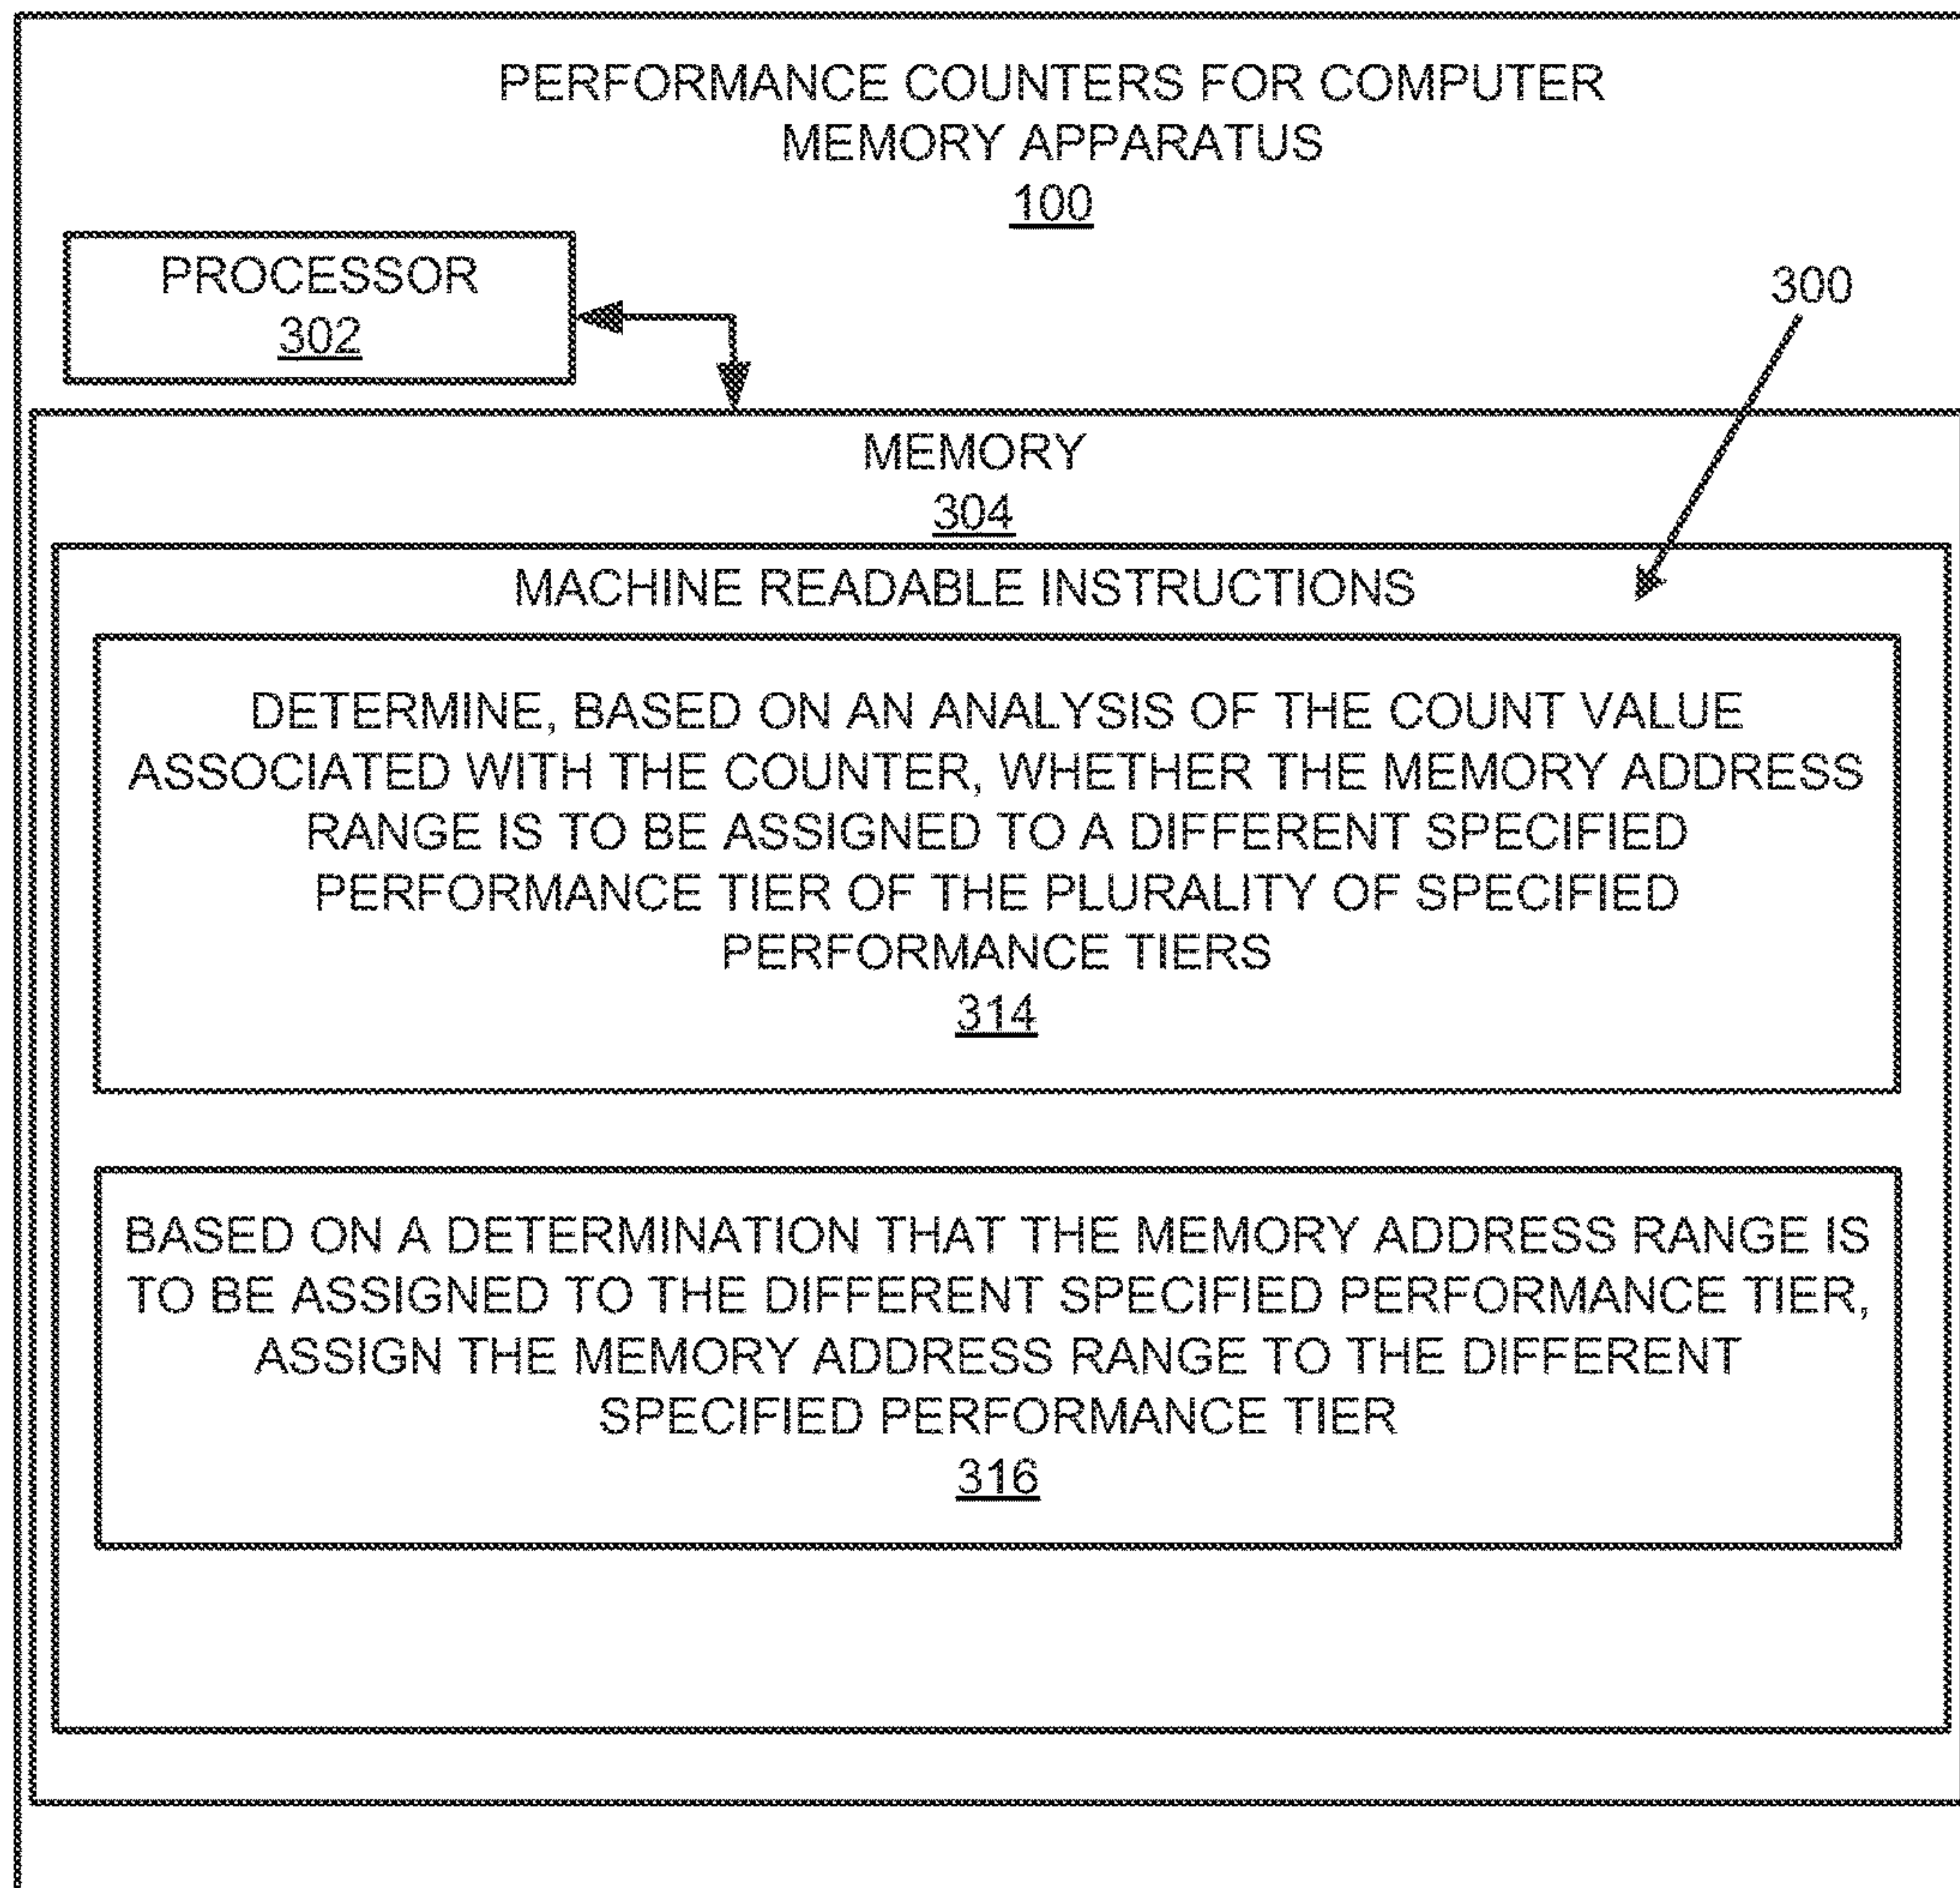 PERFORMANCE COUNTERS FOR COMPUTER
MEMORY APPARATUS
100
PROCESSOR
302
300
MEMORY
304
MACHINE READABLE INSTRUCTIONS
DETERMINE, BASED ON AN ANALYSIS OF THE COUNT VALUE
ASSOCIATED WITH THE COUNTER, WHETHER THE MEMORY ADDRESS
RANGE IS TO BE ASSIGNED TO A DIFFERENT SPECIFIED
PERFORMANCE TIER OF THE PLURALITY OF SPECIFIED
PERFORMANCE TIERS
314
BASED ON A DETERMINATION THAT THE MEMORY ADDRESS RANGE IS
TO BE ASSIGNED TO THE DIFFERENT SPECIFIED PERFORMANCE TIER,
ASSIGN THE MEMORY ADDRESS RANGE TO THE DIFFERENT
SPECIFIED PERFORMANCE TIER
316